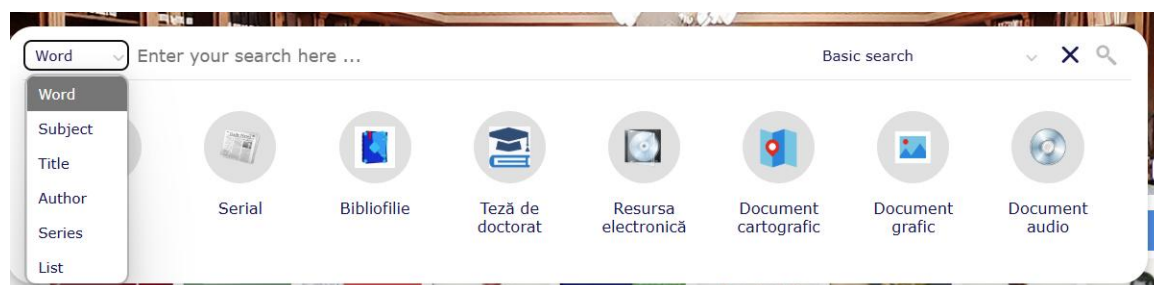 Word Enter your search here ... Basic search
Word
Subject
Title
Author
Series
List
Serial
Bibliofilie
Teză de
doctorat
Resursa
electronică
Document
cartografic
Document
grafic
Document
audio